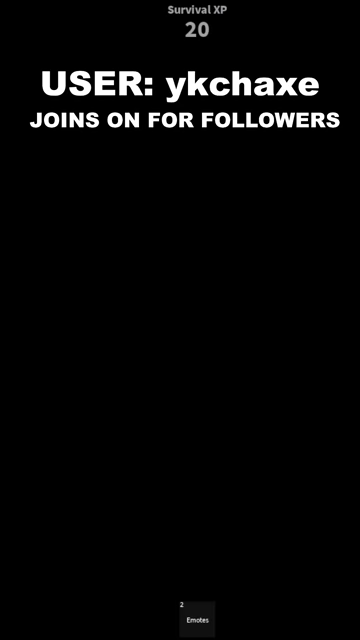 Survival XP
20
USER: ykchaxe
JOINS ON FOR FOLLOWERS
2
Emotes